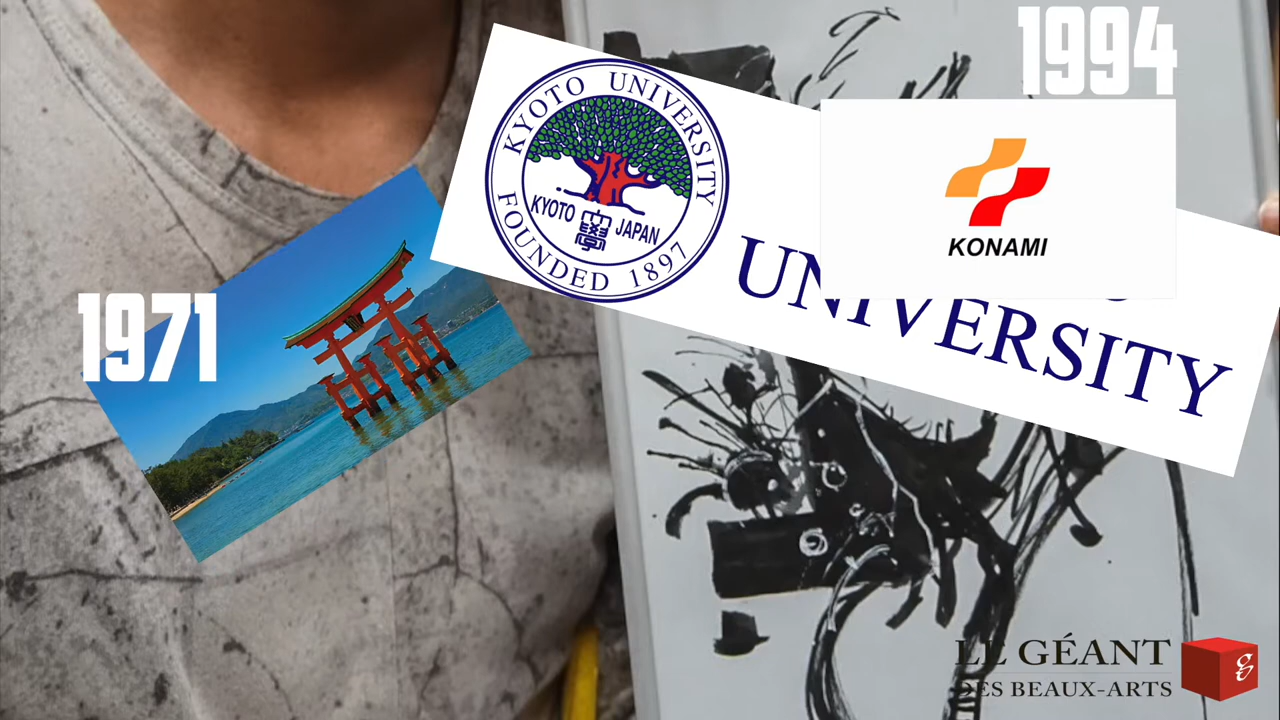 1994
KYOTO UNIVERSITY
FOUNDED 1897
KYOTO
JAPAN
KONAMI
UNIVERSITY
1971
LE GÉANT
DES BEAUX-ARTS
g